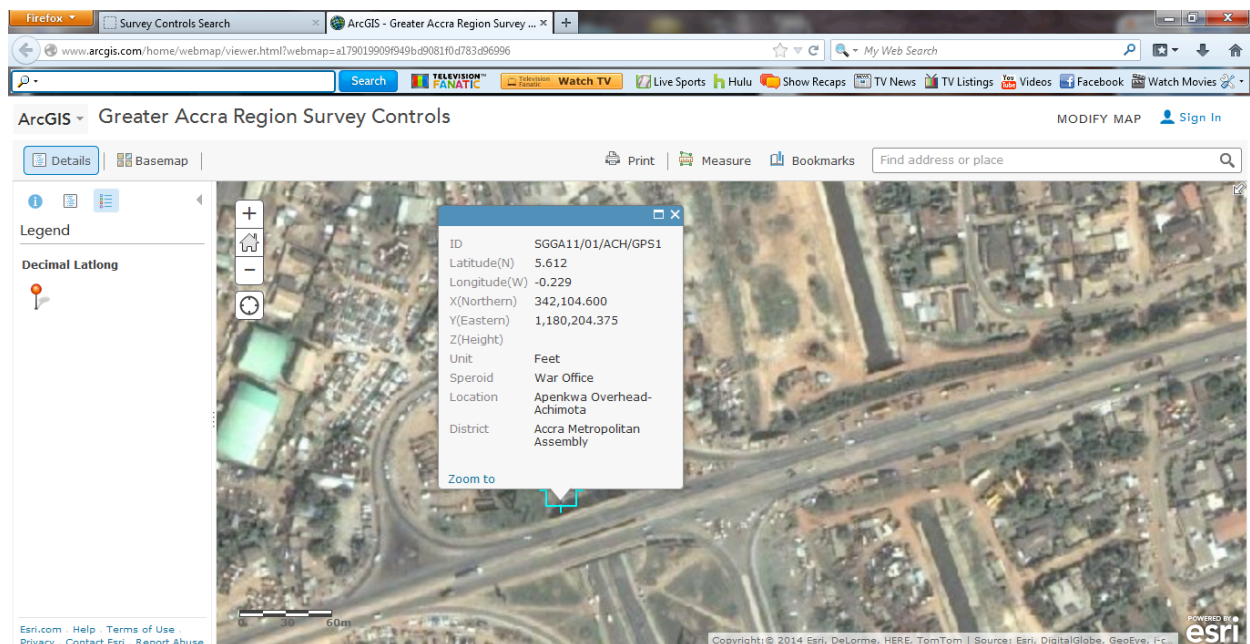 Firefox
Survey Controls Search
ArcGIS - Greater Accra Region Survey ...
www.arcgis.com/home/webmap/viewer.html?webmap=a179019909f949bd9081f0d783d96996
My Web Search
Search
TELEVISION FANATIC
Television Fanatic Watch TV
Live Sports
Hulu
Show Recaps
TV News
TV Listings
Videos
Facebook
Watch Movies
ArcGIS
Greater Accra Region Survey Controls
MODIFY MAP
Sign In
Details
Basemap
Print
Measure
Bookmarks
Find address or place
Legend
Decimal Latlong
ID SGGA11/01/ACH/GPS1
Latitude(N) 5.612
Longitude(W) -0.229
X(Northern) 342,104.600
Y(Eastern) 1,180,204.375
Z(Height)
Unit Feet
Speroid War Office
Location Apenkwa Overhead-
Achimota
District Accra Metropolitan
Assembly
Zoom to
0 30 60m
Esri.com . Help . Terms of Use .
Privacy . Contact Esri . Report Abuse
Copyright:© 2014 Esri, DeLorme, HERE, TomTom | Source: Esri, DigitalGlobe, GeoEye, i-c...
POWERED BY
esri